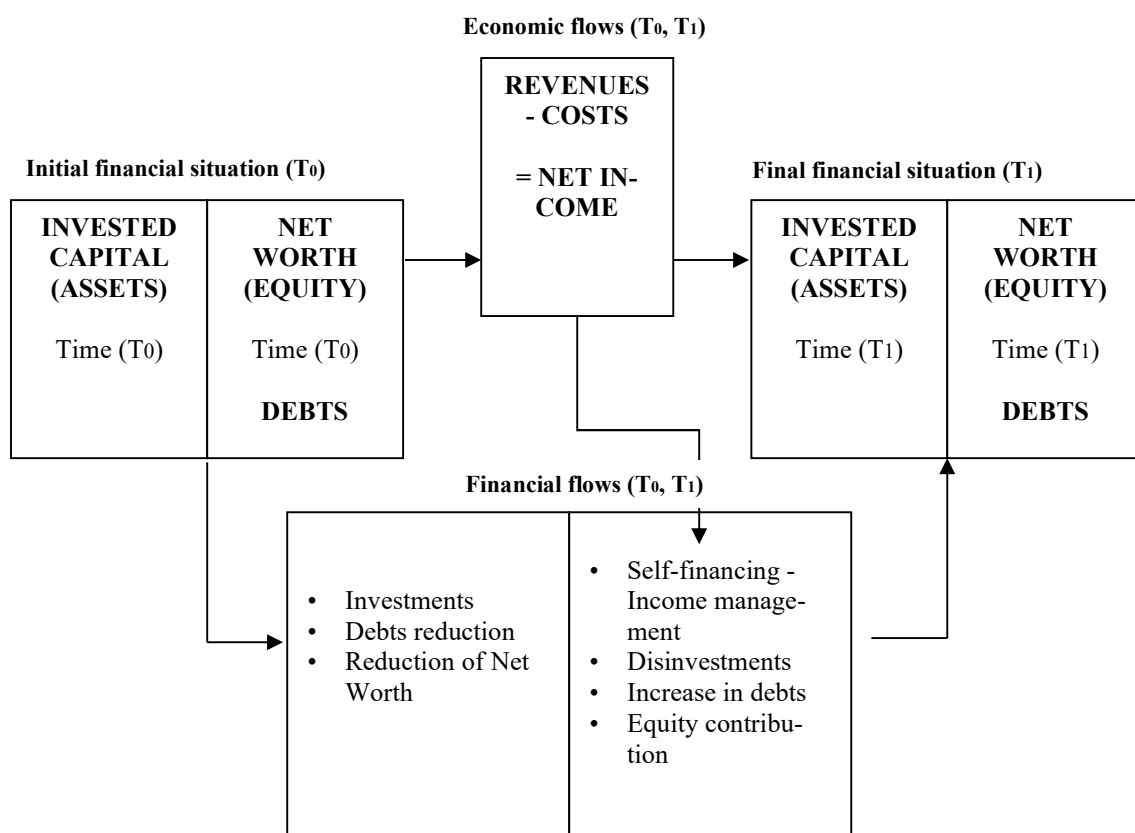 Economic flows (T0, T1)
REVENUES
- COSTS
= NET IN-
COME
Initial financial situation (T0)
INVESTED
CAPITAL
(ASSETS)
Time (T0)
NET
WORTH
(EQUITY)
Time (T0)
DEBTS
Final financial situation (T1)
INVESTED
CAPITAL
(ASSETS)
Time (T1)
NET
WORTH
(EQUITY)
Time (T1)
DEBTS
Financial flows (T0, T1)
• Investments
• Debts reduction
• Reduction of Net
Worth
• Self-financing -
Income manage-
ment
• Disinvestments
• Increase in debts
• Equity contribu-
tion